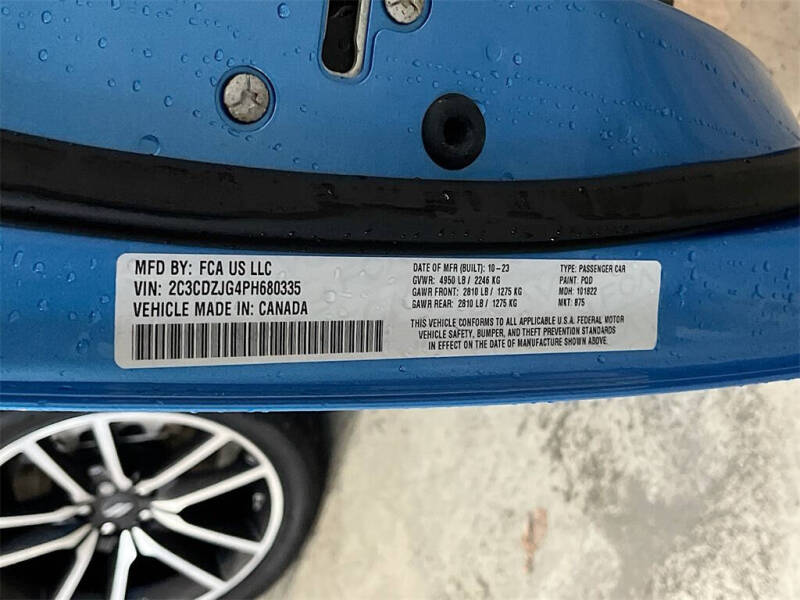 MFD BY: FCA US LLC
VIN: 2C3CDZJG4PH680335
VEHICLE MADE IN: CANADA
DATE OF MFR (BUILT): 10-23
GVWR: 4950 LB / 2246 KG
GAWR FRONT: 2810 LB / 1275 KG
GAWR REAR: 2810 LB / 1275 KG
TYPE: PASSENGER CAR
PAINT: PQD
MDH: 101822
MKT: B75
THIS VEHICLE CONFORMS TO ALL APPLICABLE U.S.A. FEDERAL MOTOR
VEHICLE SAFETY, BUMPER, AND THEFT PREVENTION STANDARDS
IN EFFECT ON THE DATE OF MANUFACTURE SHOWN ABOVE.